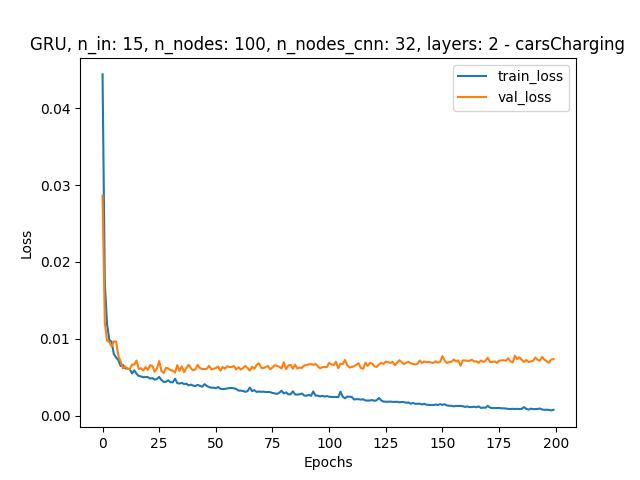 GRU, n_in: 15, n_nodes: 100, n_nodes_cnn: 32, layers: 2 - carsCharging
train_loss
val_loss
0.04
0.03
0.02
0.01
0.00
Loss
0 25 50 75 100 125 150 175 200
Epochs